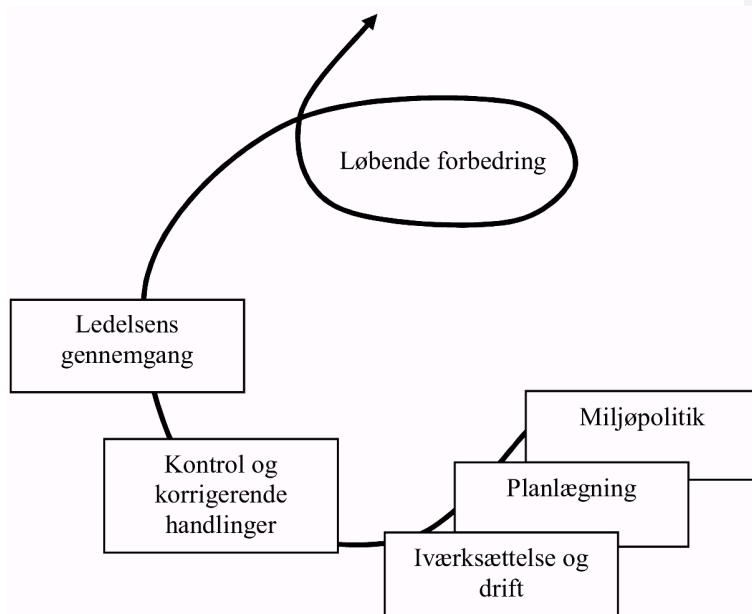 Løbende forbedring
Ledelsens
gennemgang
Miljøpolitik
Kontrol og
korrigerende
handlinger
Planlægning
Iværksættelse og
drift